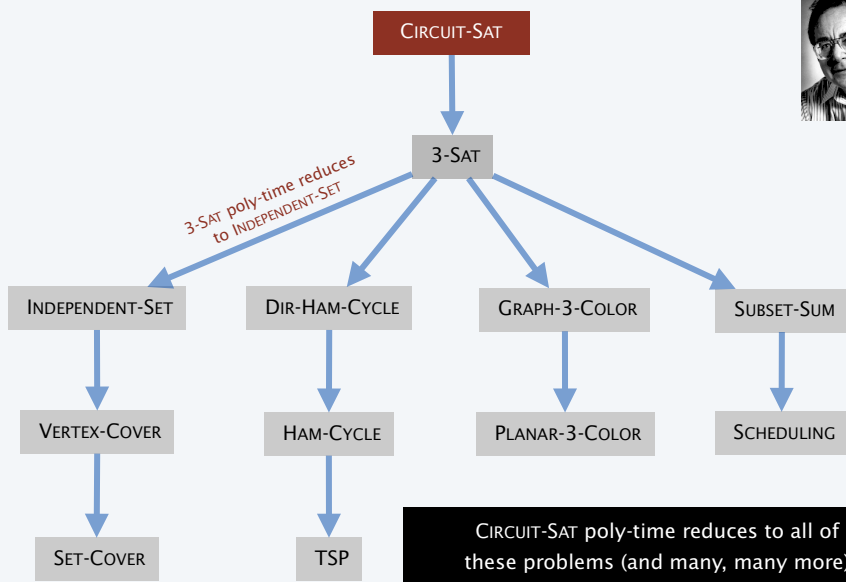 CIRCUIT-SAT
3-SAT
3-SAT poly-time reduces
to INDEPENDENT-SET
INDEPENDENT-SET
DIR-HAM-CYCLE
GRAPH-3-COLOR
SUBSET-SUM
VERTEX-COVER
HAM-CYCLE
PLANAR-3-COLOR
SCHEDULING
SET-COVER
TSP
CIRCUIT-SAT poly-time reduces to all of
these problems (and many, many more)